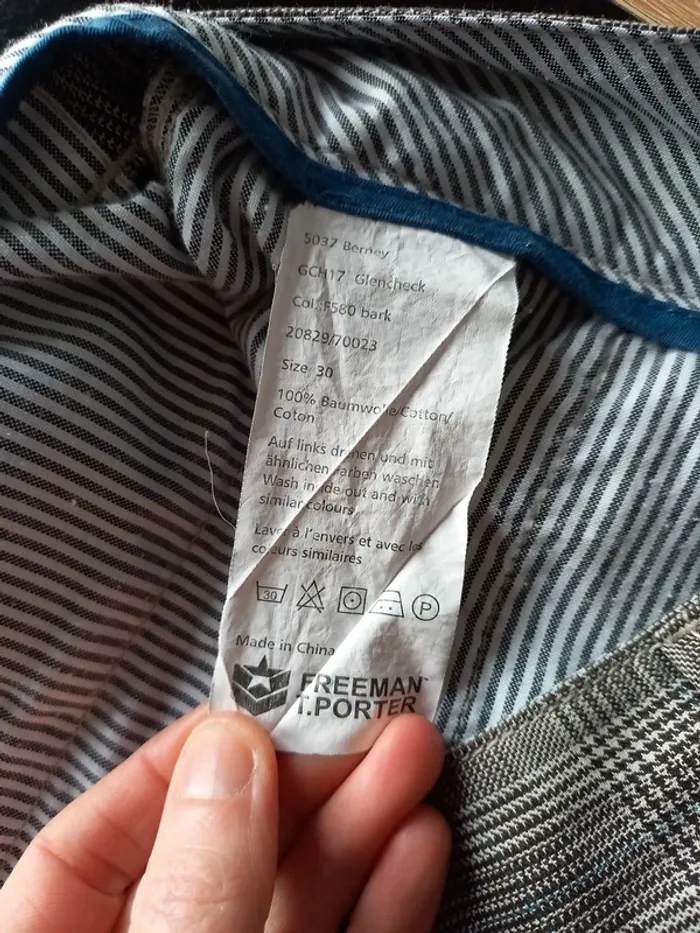 5037 Berney
GCH17 Glencheck
Col.:F580 bark
20829/70023
Size 30
100% Baumwolle/Cotton/
Coton
Auf links drehen und mit
ähnlichen Farben waschen
Wash inside out and with
similar colours
Laver à l'envers et avec les
couleurs similaires
30
P
Made in China
FREEMAN
T.PORTER